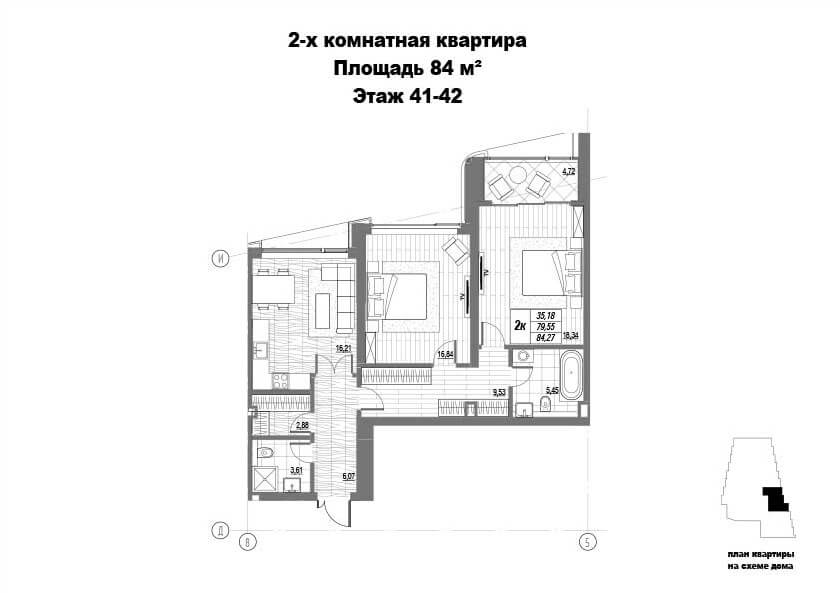 2-х комнатная квартира
Площадь 84 м²
Этаж 41-42
4,72
И
TV
TV
2к
35,18
79,55
84,27
18,34
16,21
16,84
9,53
5,45
2,88
3,61
6,07
Д
8
5
план квартиры
на схеме дома